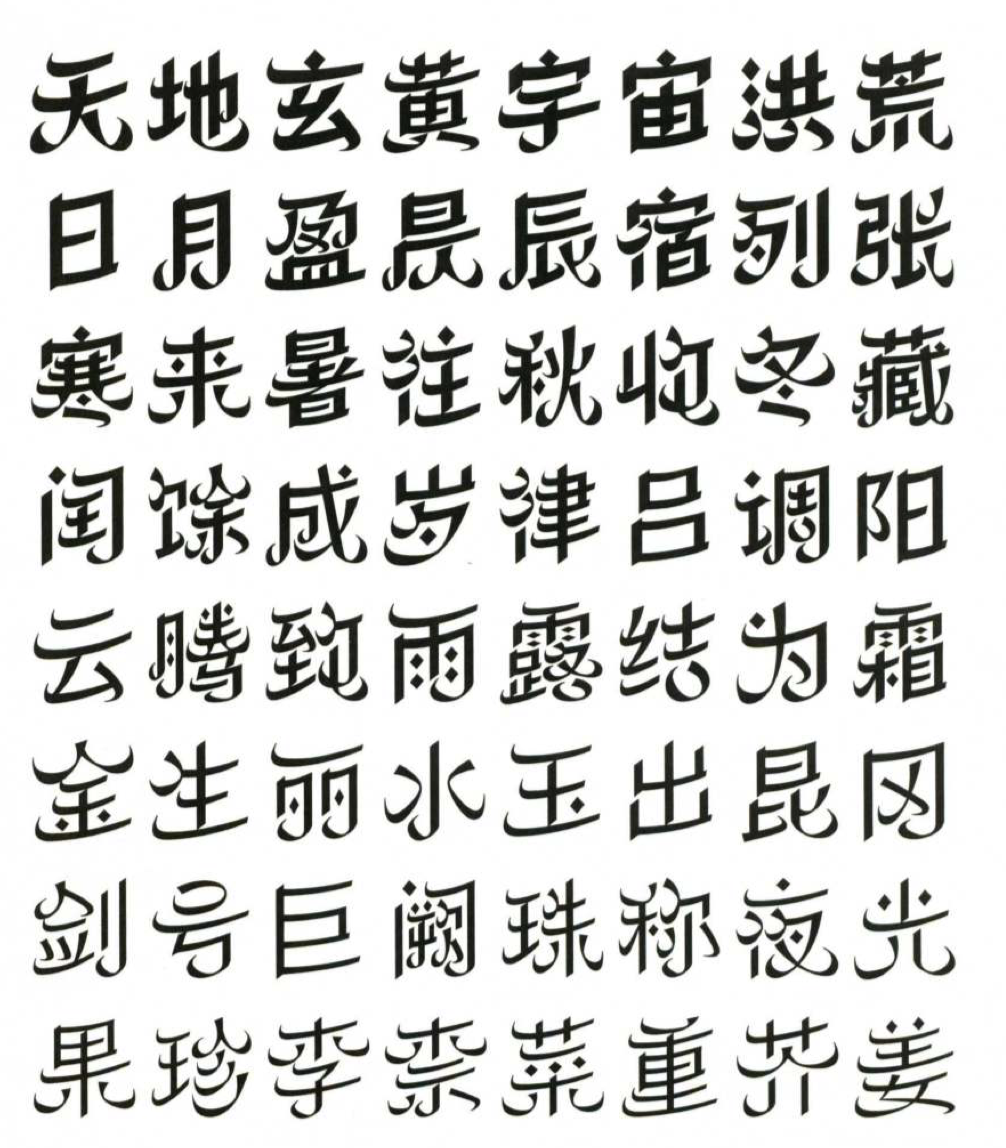 天地玄黄宇宙洪荒
日月盈昃辰宿列张
寒来暑往秋收冬藏
闰馀成岁律吕调阳
云腾致雨露结为霜
金生丽水玉出昆冈
剑号巨阙珠称夜光
果珍李柰菜重芥姜